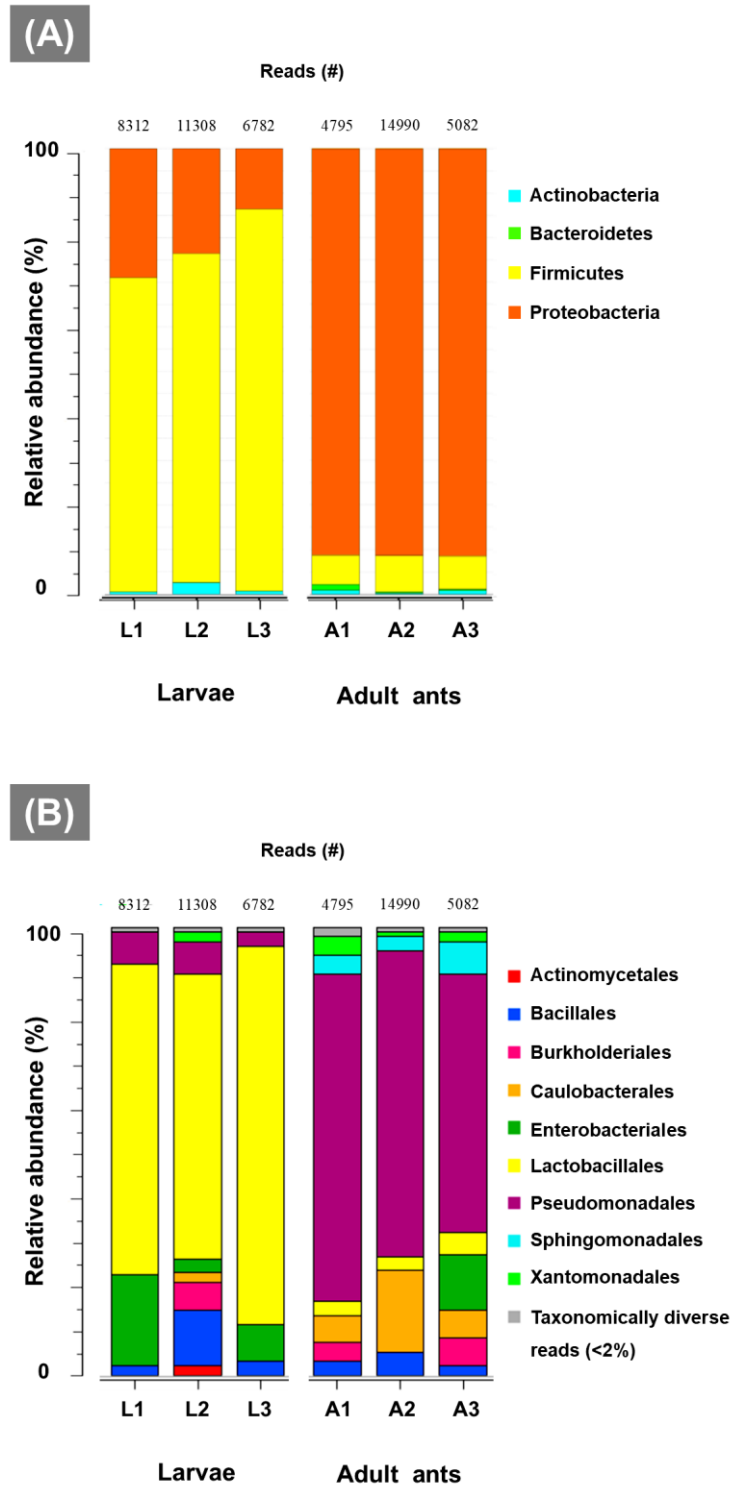 (A)
Reads (#)
8312 11308 6782 4795 14990 5082
100
Relative abundance (%)
0
Actinobacteria
Bacteroidetes
Firmicutes
Proteobacteria
L1 L2 L3 A1 A2 A3
Larvae Adult ants
(B)
Reads (#)
8312 11308 6782 4795 14990 5082
100
Relative abundance (%)
0
Actinomycetales
Bacillales
Burkholderiales
Caulobacterales
Enterobacteriales
Lactobacillales
Pseudomonadales
Sphingomonadales
Xantomonadales
Taxonomically diverse
reads (<2%)
L1 L2 L3 A1 A2 A3
Larvae Adult ants